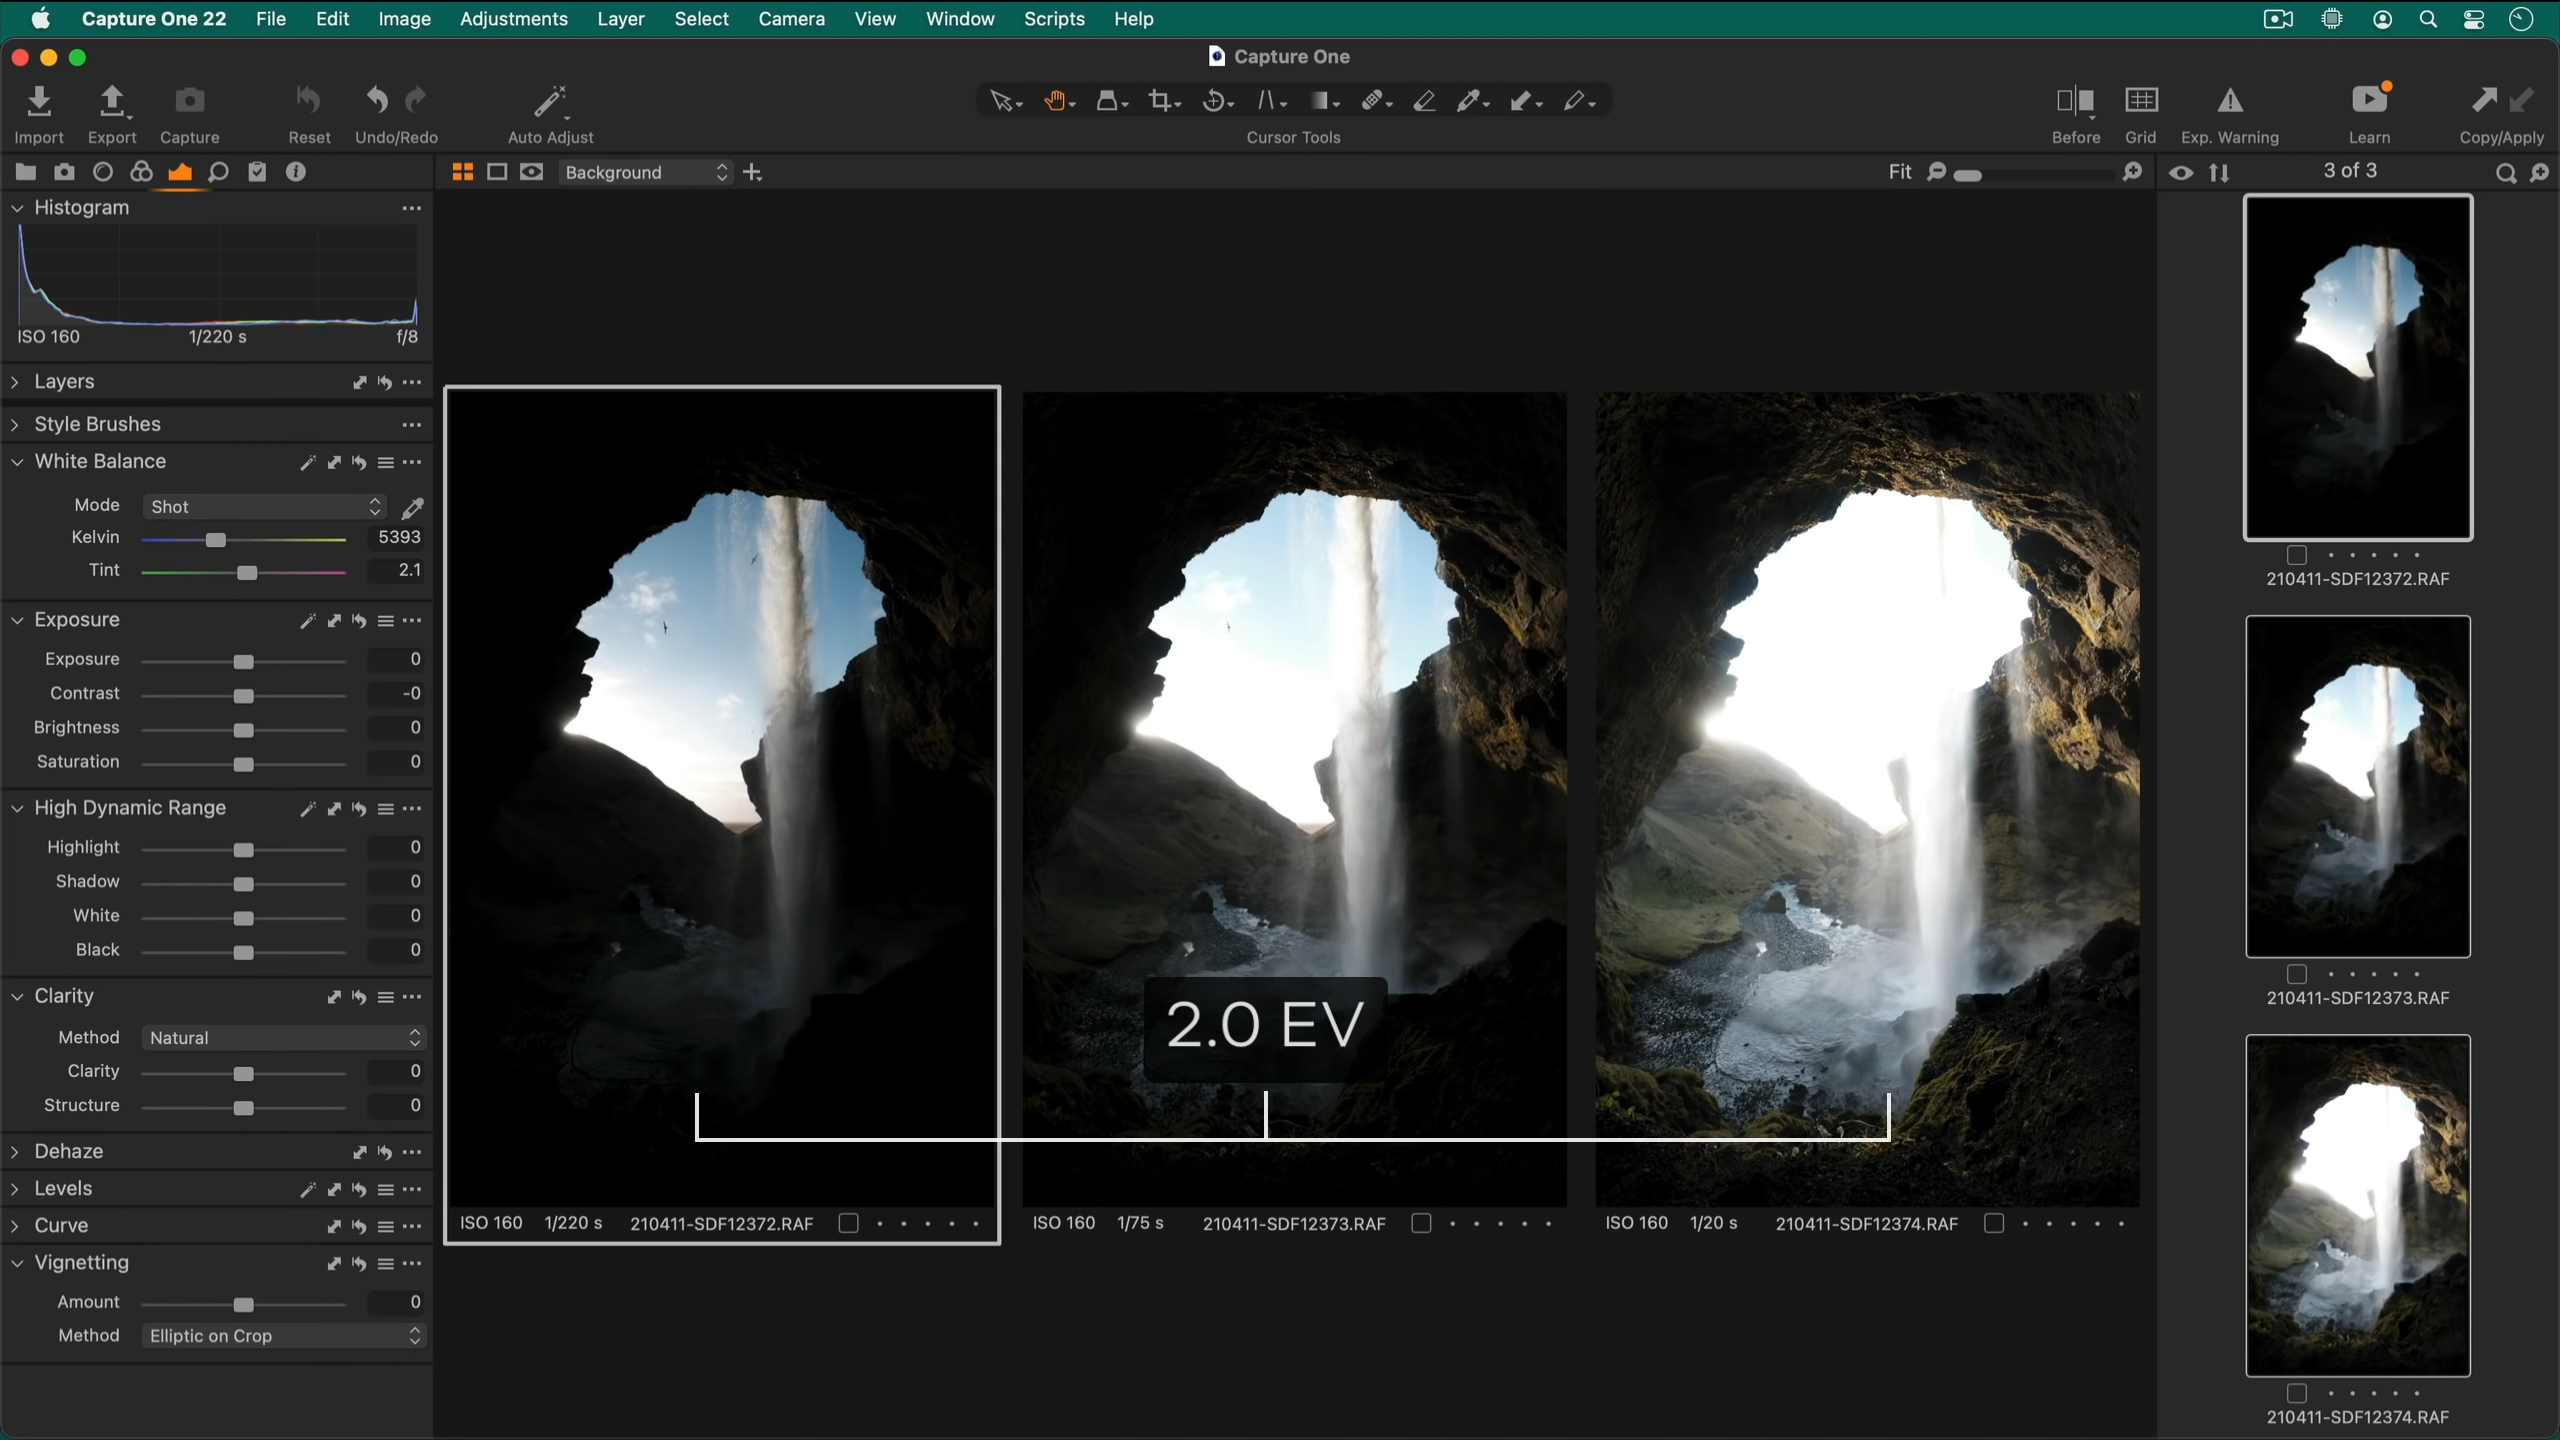 Capture One 22 File Edit Image Adjustments Layer Select Camera View Window Scripts Help
Capture One
Import Export Capture Reset Undo/Redo Auto Adjust Cursor Tools Before Grid Exp. Warning Learn Copy/Apply
Background Fit 3 of 3
Histogram
ISO 160 1/220 s f/8
Layers
Style Brushes
White Balance
Mode Shot
Kelvin 5393
Tint 2.1
Exposure
Exposure 0
Contrast -0
Brightness 0
Saturation 0
High Dynamic Range
Highlight 0
Shadow 0
White 0
Black 0
Clarity
Method Natural
Clarity 0
Structure 0
Dehaze
Levels
Curve
Vignetting
Amount 0
Method Elliptic on Crop
2.0 EV
ISO 160 1/220 s 210411-SDF12372.RAF
ISO 160 1/75 s 210411-SDF12373.RAF
ISO 160 1/20 s 210411-SDF12374.RAF
210411-SDF12372.RAF
210411-SDF12373.RAF
210411-SDF12374.RAF